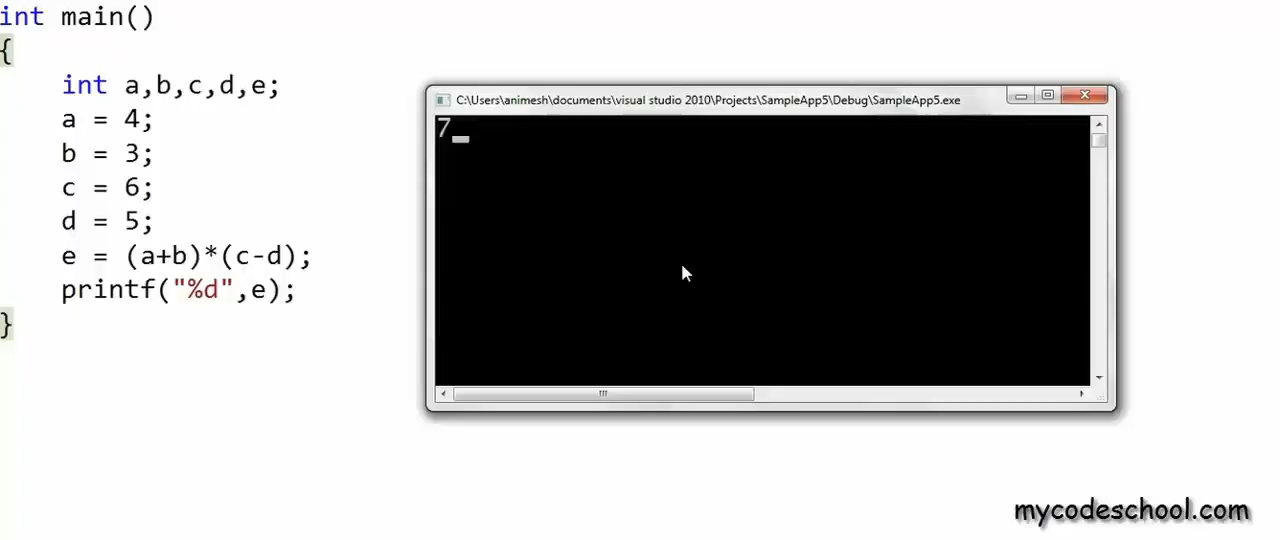 int main()
{
int a,b,c,d,e;
a = 4;
b = 3;
c = 6;
d = 5;
e = (a+b)*(c-d);
printf("%d",e);
}
C:\Users\animesh\documents\visual studio 2010\Projects\SampleApp5\Debug\SampleApp5.exe
7
mycodeschool.com